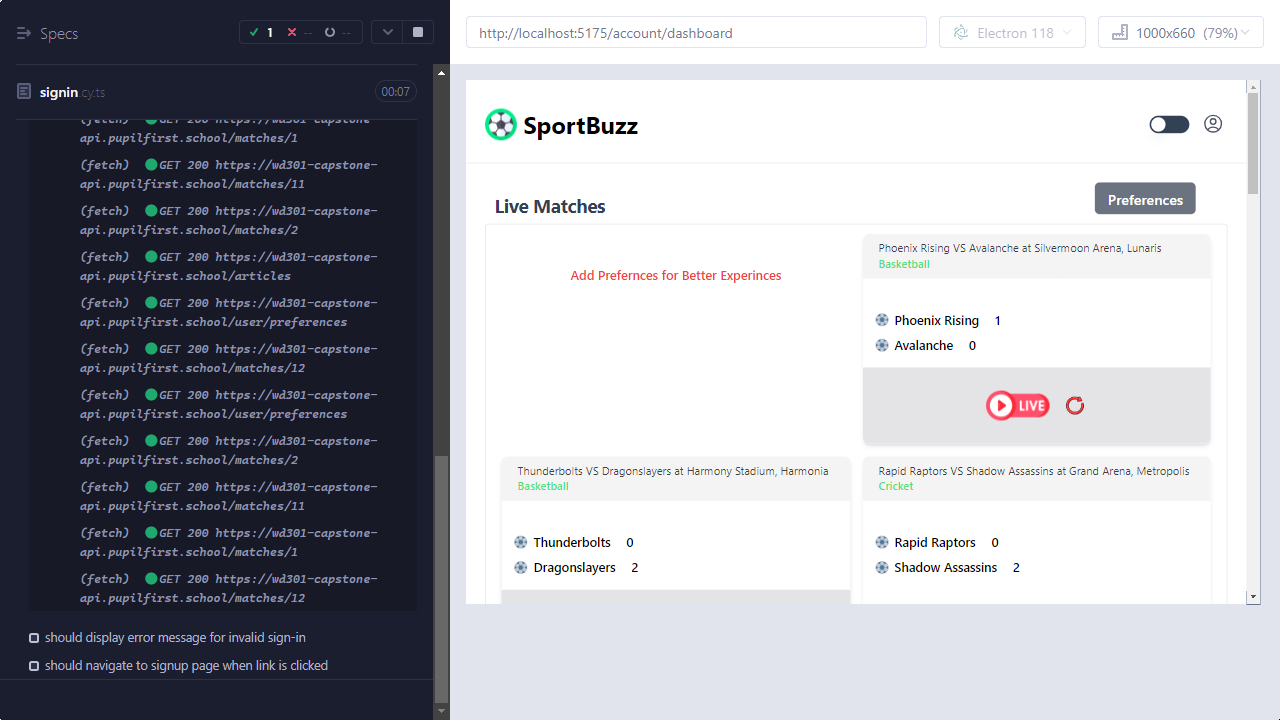 Specs
1
--
--
http://localhost:5175/account/dashboard
Electron 118
1000x660 (79%)
signin.cy.ts
00:07
(fetch) GET 200 https://wd301-capstone-
api.pupilfirst.school/matches/1
(fetch) GET 200 https://wd301-capstone-
api.pupilfirst.school/matches/11
(fetch) GET 200 https://wd301-capstone-
api.pupilfirst.school/matches/2
(fetch) GET 200 https://wd301-capstone-
api.pupilfirst.school/articles
(fetch) GET 200 https://wd301-capstone-
api.pupilfirst.school/user/preferences
(fetch) GET 200 https://wd301-capstone-
api.pupilfirst.school/matches/12
(fetch) GET 200 https://wd301-capstone-
api.pupilfirst.school/user/preferences
(fetch) GET 200 https://wd301-capstone-
api.pupilfirst.school/matches/2
(fetch) GET 200 https://wd301-capstone-
api.pupilfirst.school/matches/11
(fetch) GET 200 https://wd301-capstone-
api.pupilfirst.school/matches/1
(fetch) GET 200 https://wd301-capstone-
api.pupilfirst.school/matches/12
should display error message for invalid sign-in
should navigate to signup page when link is clicked
SportBuzz
Live Matches
Preferences
Add Prefernces for Better Experinces
Phoenix Rising VS Avalanche at Silvermoon Arena, Lunaris
Basketball
Phoenix Rising 1
Avalanche 0
LIVE
Thunderbolts VS Dragonslayers at Harmony Stadium, Harmonia
Basketball
Thunderbolts 0
Dragonslayers 2
Rapid Raptors VS Shadow Assassins at Grand Arena, Metropolis
Cricket
Rapid Raptors 0
Shadow Assassins 2